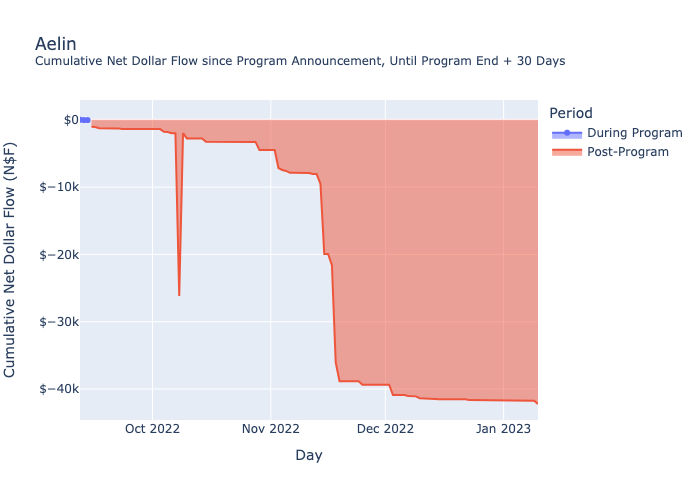 Aelin
Cumulative Net Dollar Flow since Program Announcement, Until Program End + 30 Days
Period
During Program
Post-Program
Cumulative Net Dollar Flow (N$F)
$0
$−10k
$−20k
$−30k
$−40k
Oct 2022
Nov 2022
Dec 2022
Jan 2023
Day